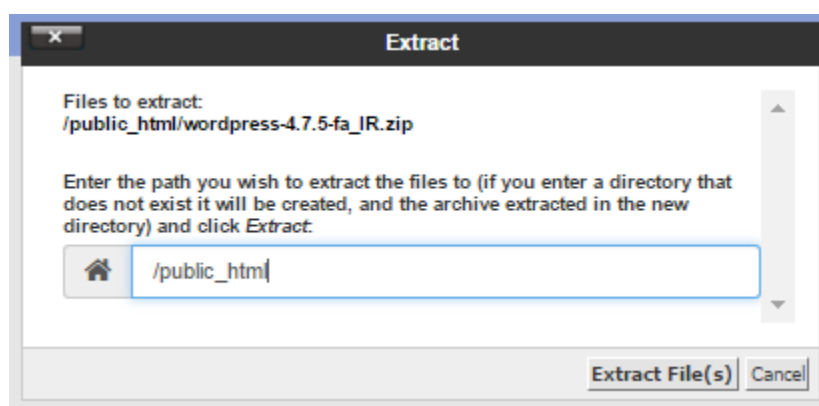 Extract
Files to extract:
/public_html/wordpress-4.7.5-fa_IR.zip
Enter the path you wish to extract the files to (if you enter a directory that
does not exist it will be created, and the archive extracted in the new
directory) and click Extract:
/public_html
Extract File(s) Cancel